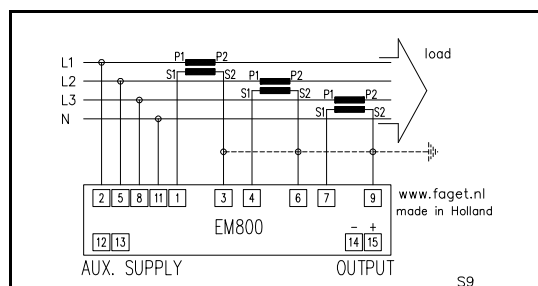 P1 P2
L1
load
S1 S2
P1 P2
L2
S1 S2
P1 P2
L3
S1 S2
N
2 5 8 11 1 3 4 6 7 9
www.faget.nl
made in Holland
EM800
- +
12 13 14 15
AUX. SUPPLY OUTPUT
S9